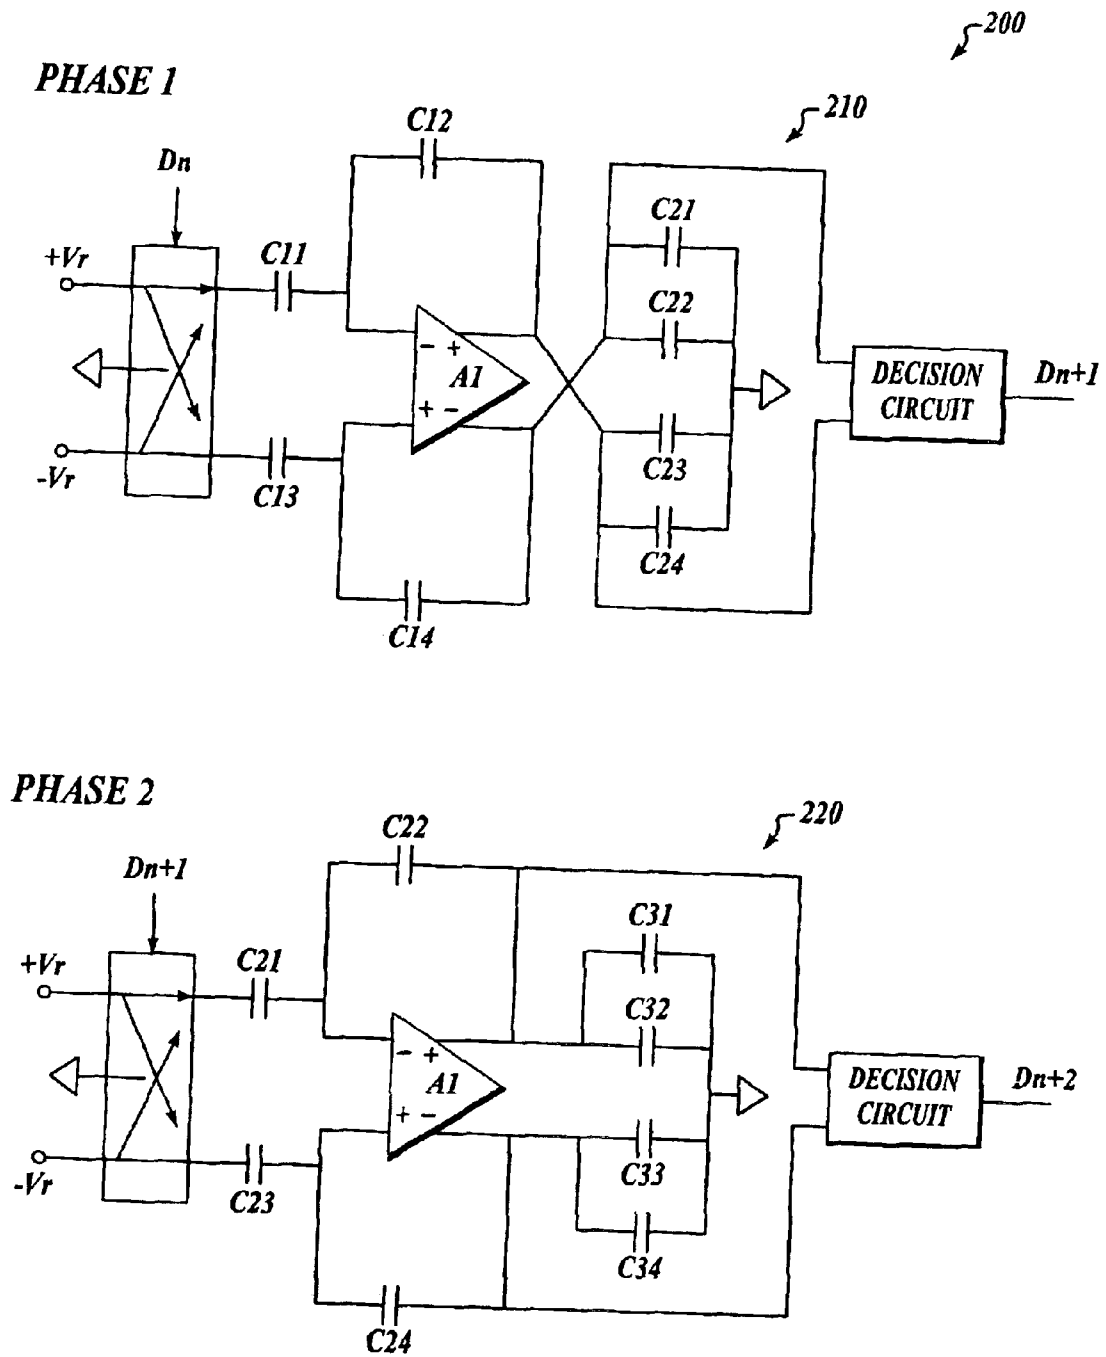 200
PHASE 1
210
C12
Dn
C21
+Vr
C11
C22
- +
A1
+ -
DECISION
CIRCUIT
Dn+1
-Vr
C13
C23
C24
C14
PHASE 2
220
C22
Dn+1
C31
+Vr
C21
C32
- +
A1
+ -
DECISION
CIRCUIT
Dn+2
-Vr
C23
C33
C34
C24